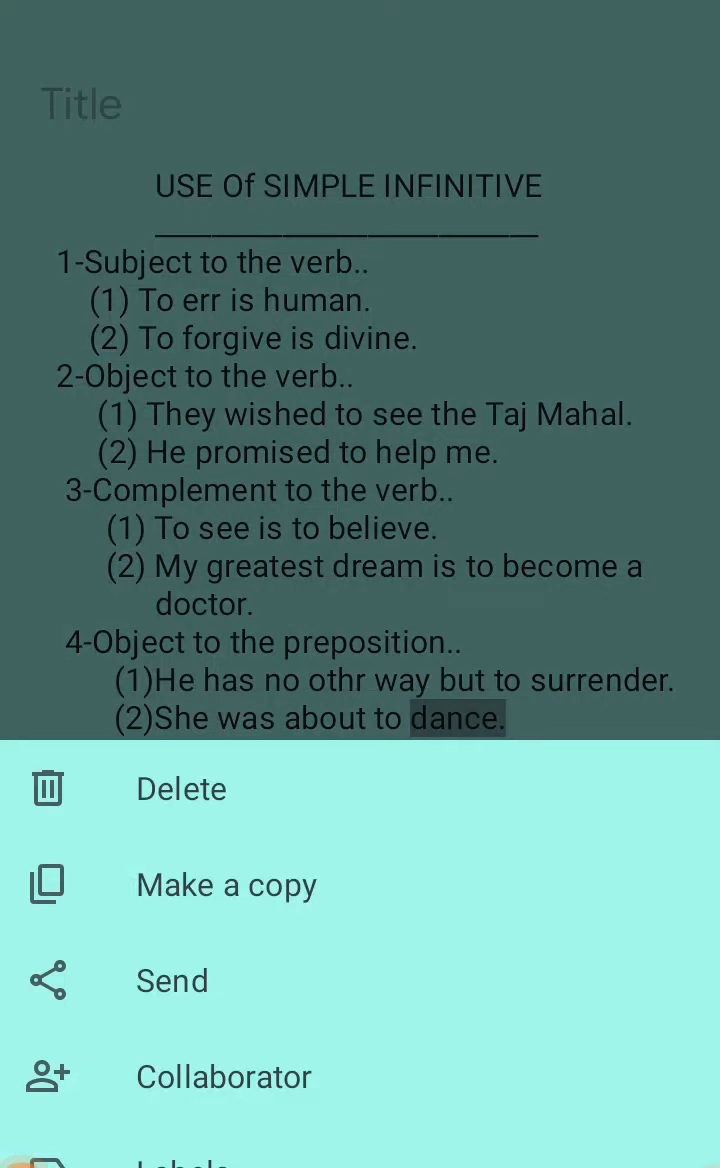 Title
USE Of SIMPLE INFINITIVE
1-Subject to the verb..
(1) To err is human.
(2) To forgive is divine.
2-Object to the verb..
(1) They wished to see the Taj Mahal.
(2) He promised to help me.
3-Complement to the verb..
(1) To see is to believe.
(2) My greatest dream is to become a
doctor.
4-Object to the preposition..
(1)He has no othr way but to surrender.
(2)She was about to dance.
Delete
Make a copy
Send
Collaborator
Labels